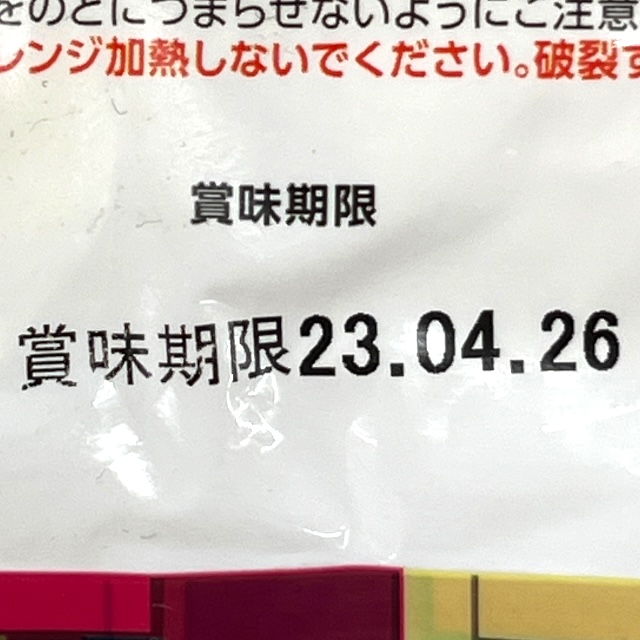 をのどにつまらせないようにご注意
レンジ加熱しないでください。破裂す
賞味期限
賞味期限23.04.26